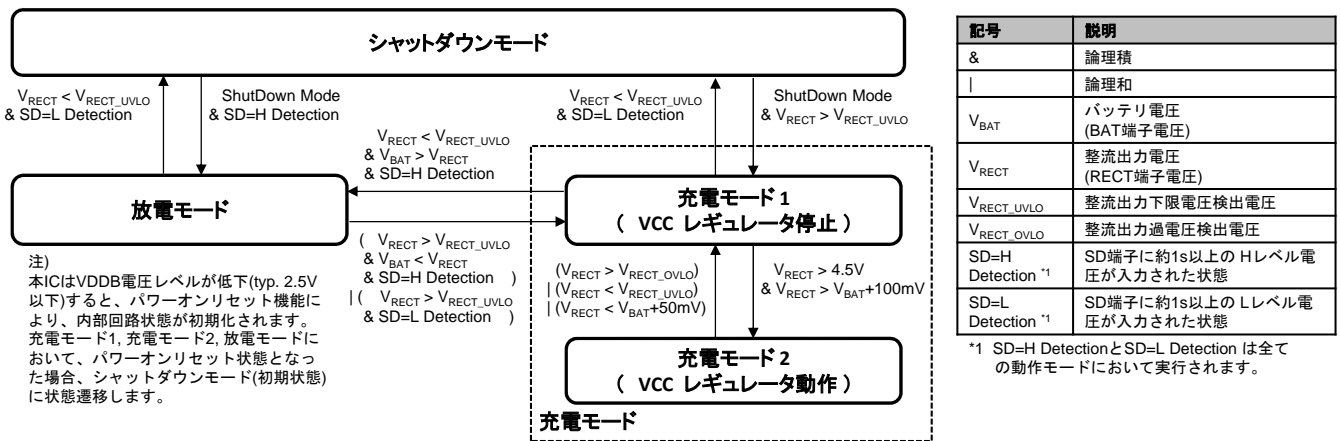 シャットダウンモード
V_RECT < V_RECT_UVLO
& SD=L Detection
ShutDown Mode
& SD=H Detection
V_RECT < V_RECT_UVLO
& SD=L Detection
ShutDown Mode
& V_RECT > V_RECT_UVLO
V_RECT < V_RECT_UVLO
& V_BAT > V_RECT
& SD=H Detection
放電モード
充電モード 1
( VCC レギュレータ停止 )
( V_RECT > V_RECT_UVLO
& V_BAT < V_RECT
& SD=H Detection )
| ( V_RECT > V_RECT_UVLO
& SD=L Detection )
(V_RECT > V_RECT_OVLO)
| (V_RECT < V_RECT_UVLO)
| (V_RECT < V_BAT+50mV)
V_RECT > 4.5V
& V_RECT > V_BAT+100mV
充電モード 2
( VCC レギュレータ動作 )
充電モード
注)
本ICはVDDB電圧レベルが低下(typ. 2.5V
以下)すると、パワーオンリセット機能に
より、内部回路状態が初期化されます。
充電モード1, 充電モード2, 放電モードに
おいて、パワーオンリセット状態となっ
た場合、シャットダウンモード(初期状態)
に状態遷移します。
記号 説明
& 論理積
| 論理和
V_BAT バッテリ電圧
(BAT端子電圧)
V_RECT 整流出力電圧
(RECT端子電圧)
V_RECT_UVLO 整流出力下限電圧検出電圧
V_RECT_OVLO 整流出力過電圧検出電圧
SD=H Detection *1 SD端子に約1s以上の Hレベル電
圧が入力された状態
SD=L Detection *1 SD端子に約1s以上の Lレベル電
圧が入力された状態
*1 SD=H DetectionとSD=L Detection は全て
の動作モードにおいて実行されます。